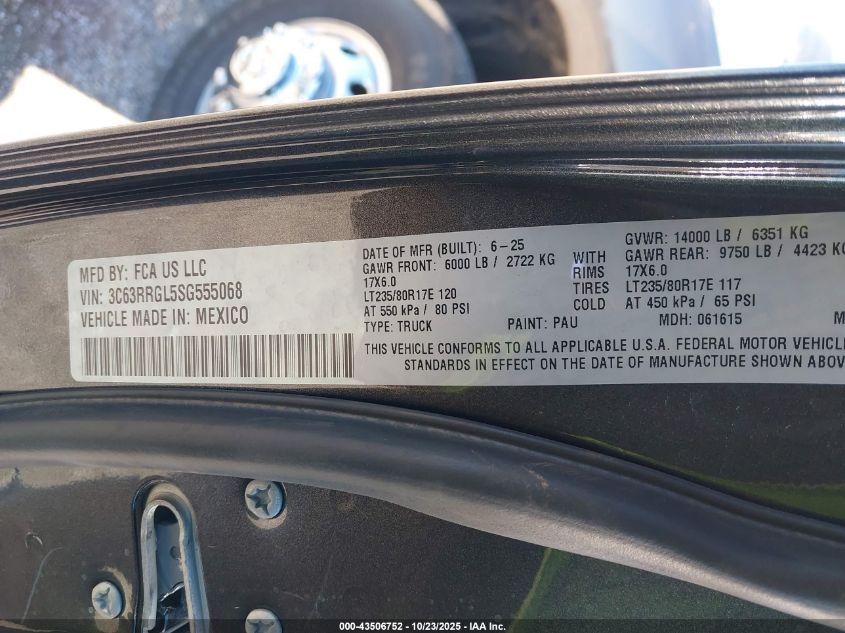 MFD BY: FCA US LLC
VIN: 3C63RRGL5SG555068
VEHICLE MADE IN: MEXICO
DATE OF MFR (BUILT): 6-25
GAWR FRONT: 6000 LB / 2722 KG
17X6.0
LT235/80R17E 120
AT 550 kPa / 80 PSI
TYPE: TRUCK
PAINT: PAU
WITH
RIMS
TIRES
COLD
GVWR: 14000 LB / 6351 KG
GAWR REAR: 9750 LB / 4423 KG
17X6.0
LT235/80R17E 117
AT 450 kPa / 65 PSI
MDH: 061615
M
THIS VEHICLE CONFORMS TO ALL APPLICABLE U.S.A. FEDERAL MOTOR VEHICLE
STANDARDS IN EFFECT ON THE DATE OF MANUFACTURE SHOWN ABOV
000-43506752 - 10/23/2025 - IAA Inc.